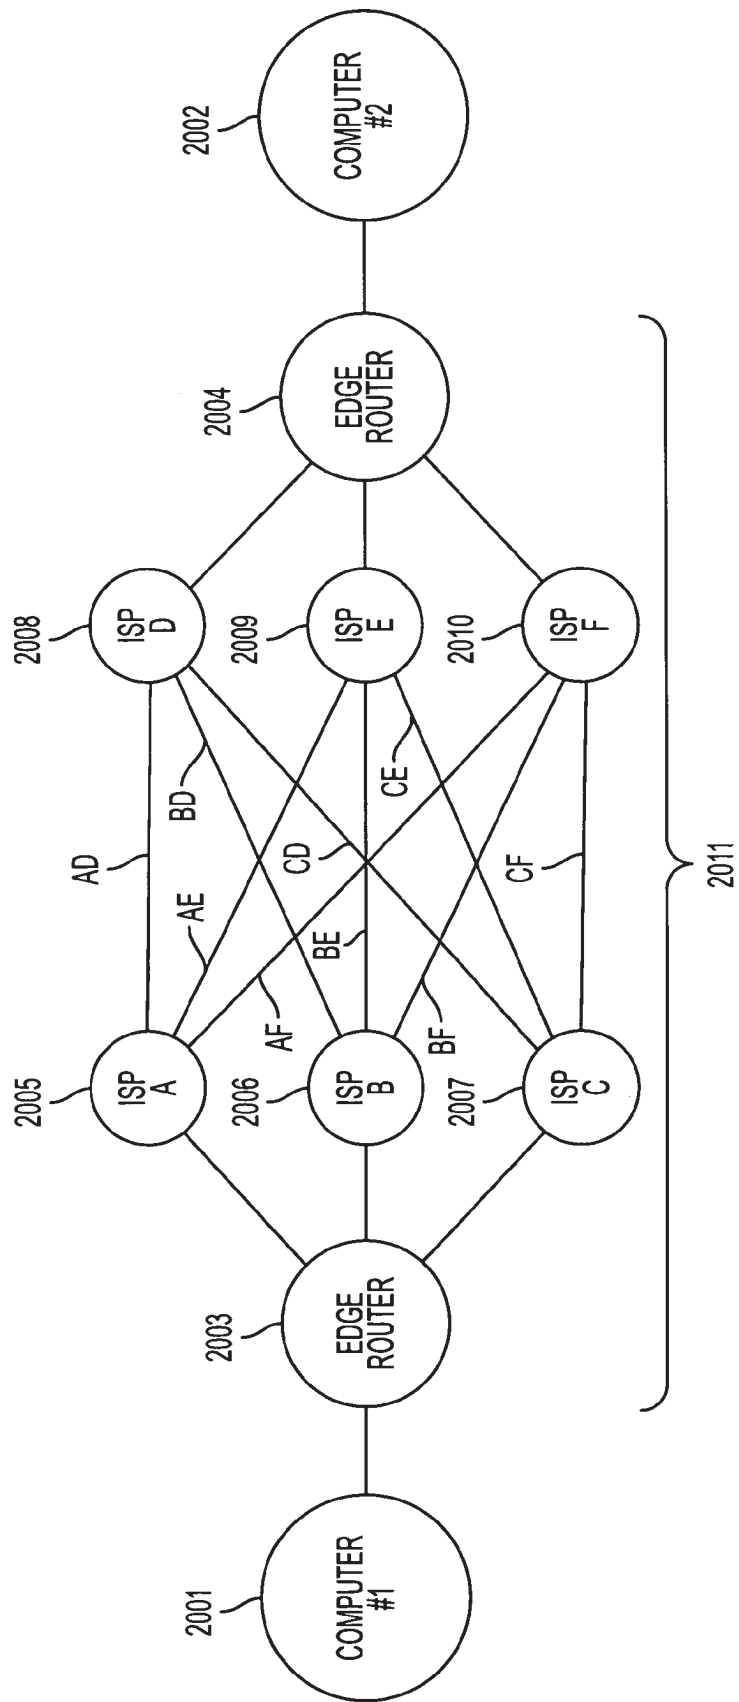 2001
COMPUTER
#1
2003
EDGE
ROUTER
2005
ISP
A
2006
ISP
B
2007
ISP
C
AD
AE
BD
AF
BE
CD
BF
CE
CF
2008
ISP
D
2009
ISP
E
2010
ISP
F
2004
EDGE
ROUTER
2002
COMPUTER
#2
2011